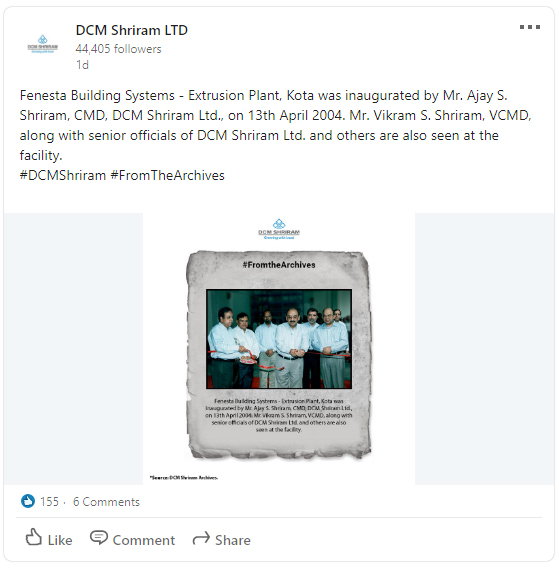 DCM Shriram LTD
44,405 followers
1d
Fenesta Building Systems - Extrusion Plant, Kota was inaugurated by Mr. Ajay S.
Shriram, CMD, DCM Shriram Ltd., on 13th April 2004. Mr. Vikram S. Shriram, VCMD,
along with senior officials of DCM Shriram Ltd. and others are also seen at the
facility.
#DCMShriram #FromTheArchives
DCM SHRIRAM
#FromtheArchives
Fenesta Building Systems - Extrusion Plant, Kota was
inaugurated by Mr. Ajay S. Shriram, CMD, DCM Shriram Ltd.,
on 13th April 2004. Mr. Vikram S. Shriram, VCMD, along with
senior officials of DCM Shriram Ltd. and others are also
seen at the facility.
*Source: DCM Shriram Archives.
155 · 6 Comments
Like Comment Share